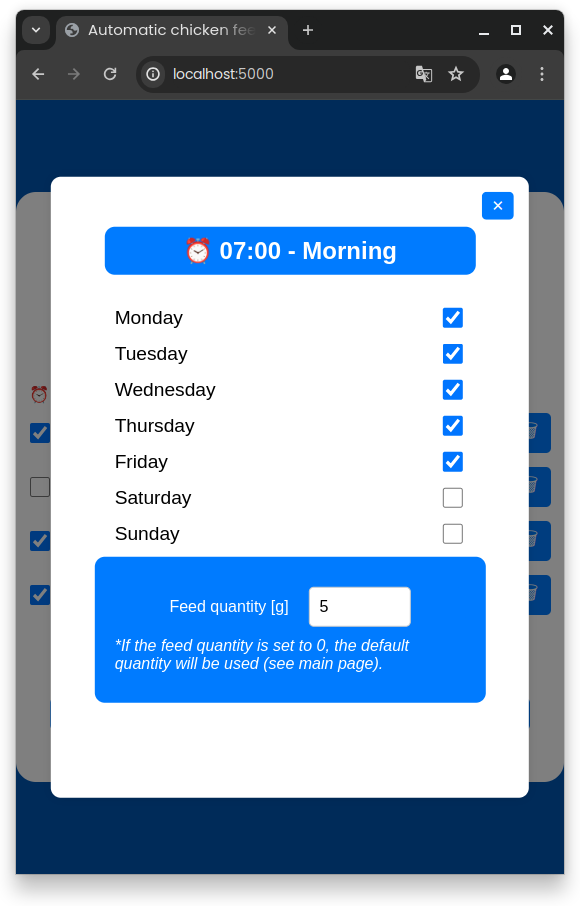 Automatic chicken fee
localhost:5000
07:00 - Morning
Monday
Tuesday
Wednesday
Thursday
Friday
Saturday
Sunday
Feed quantity [g]
5
*If the feed quantity is set to 0, the default
quantity will be used (see main page).